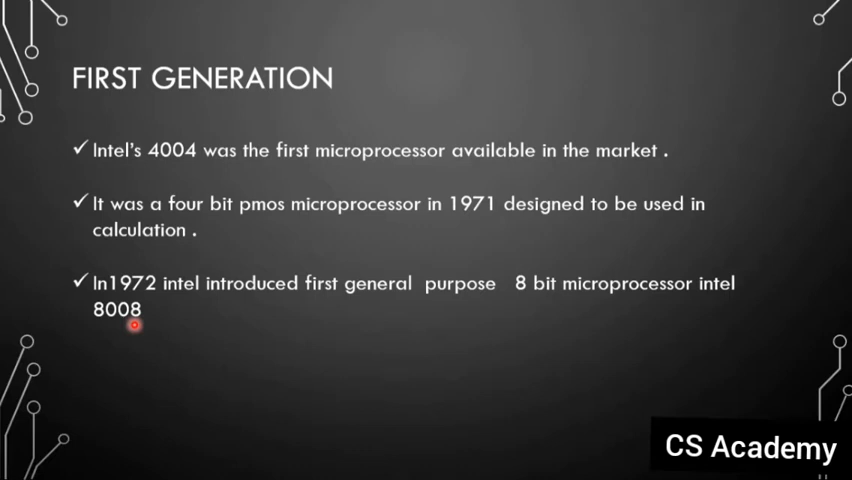 FIRST GENERATION
✓Intel's 4004 was the first microprocessor available in the market .
✓It was a four bit pmos microprocessor in 1971 designed to be used in
calculation .
✓In1972 intel introduced first general purpose 8 bit microprocessor intel
8008
CS Academy